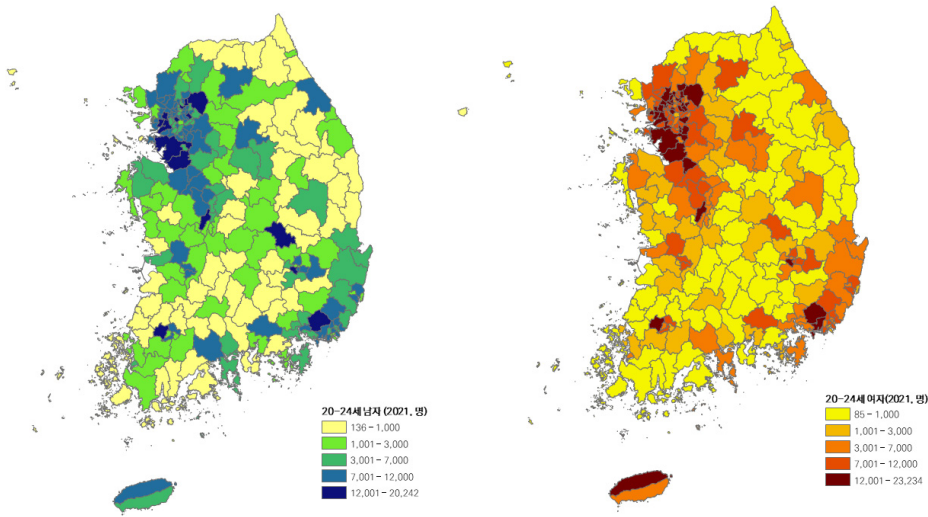 20-24세 남자 (2021, 명)
136 - 1,000
1,001 - 3,000
3,001 - 7,000
7,001 - 12,000
12,001 - 20,242
20-24세 여자(2021, 명)
85 - 1,000
1,001 - 3,000
3,001 - 7,000
7,001 - 12,000
12,001 - 23,234